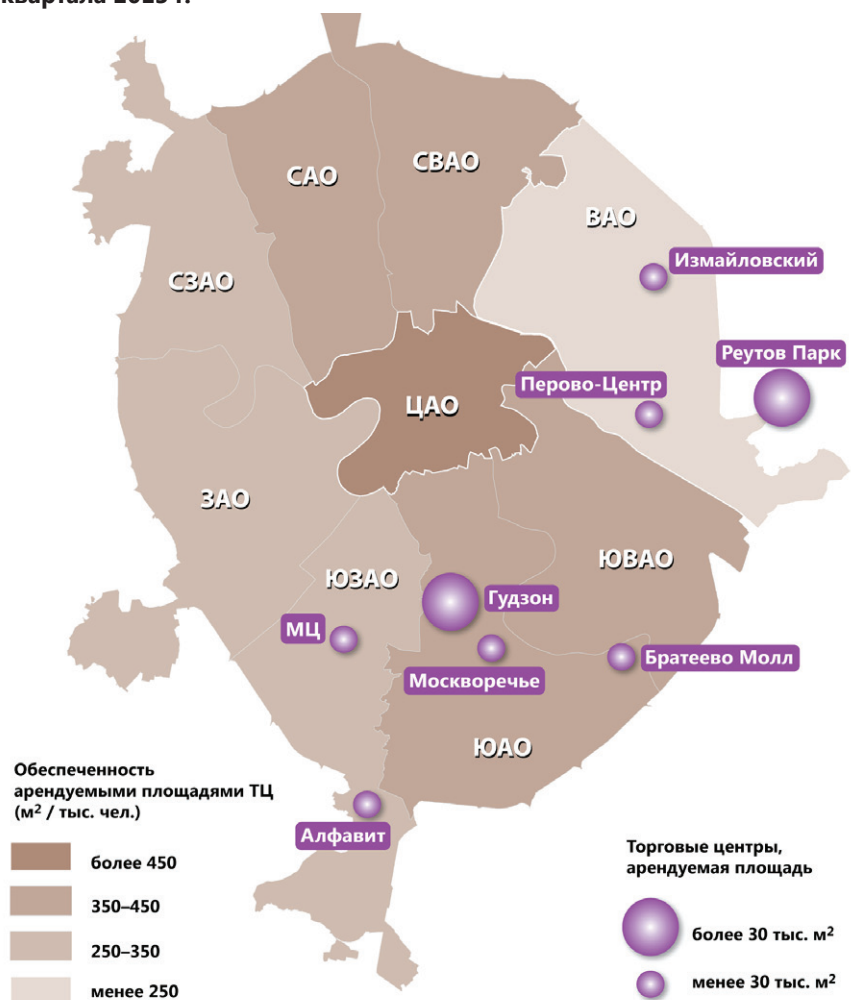 САО
СВАО
ВАО
Измайловский
СЗАО
Реутов Парк
Перово-Центр
ЦАО
ЗАО
ЮВАО
ЮЗАО
Гудзон
МЦ
Братеево Молл
Москворечье
ЮАО
Алфавит
Обеспеченность
арендуемыми площадями ТЦ
(м² / тыс. чел.)
более 450
350–450
250–350
менее 250
Торговые центры,
арендуемая площадь
более 30 тыс. м²
менее 30 тыс. м²